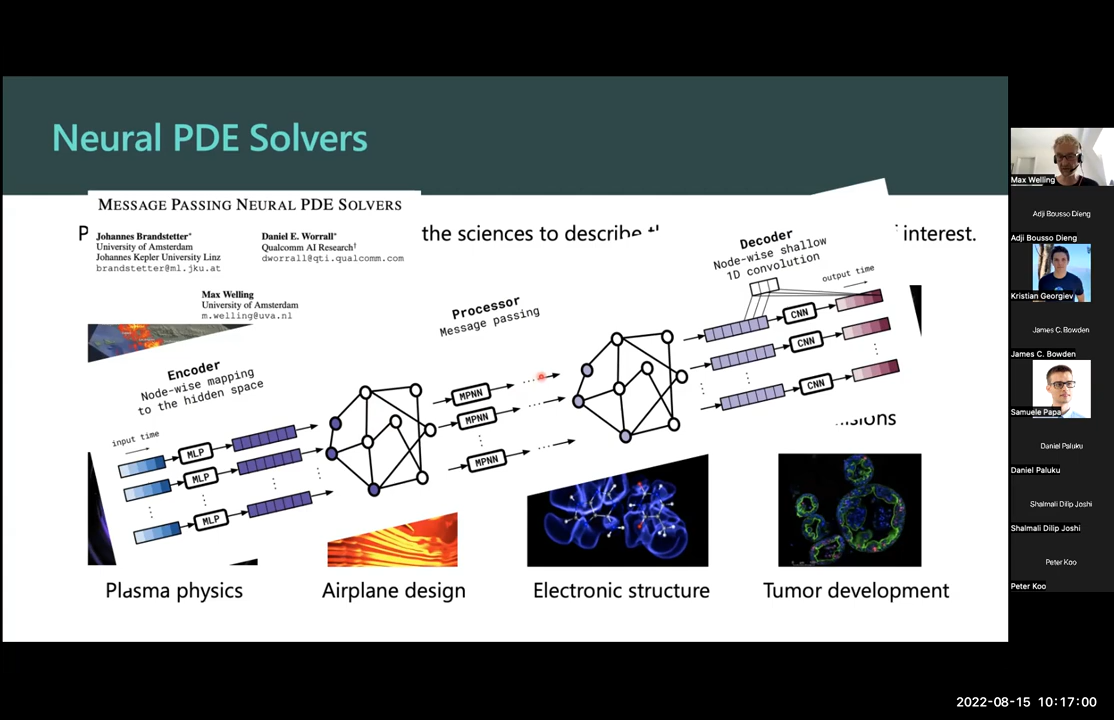 Neural PDE Solvers
MESSAGE PASSING NEURAL PDE SOLVERS
P
the sciences to describe
interest.
Johannes Brandstetter*
University of Amsterdam
Johannes Kepler University Linz
brandstetter@ml.jku.at
Daniel E. Worrall*
Qualcomm AI Research†
dworrall@qti.qualcomm.com
Max Welling
University of Amsterdam
m.welling@uva.nl
Encoder
Node-wise mapping
to the hidden space
input time
MLP
MLP
MLP
Processor
Message passing
MPNN
MPNN
MPNN
Decoder
Node-wise shallow
1D convolution
output time
CNN
CNN
CNN
Plasma physics
Airplane design
Electronic structure
Tumor development
Max Welling
Adji Bousso Dieng
Adji Bousso Dieng
Kristian Georgiev
James C. Bowden
James C. Bowden
Samuele Papa
Daniel Paluku
Daniel Paluku
Shalmali Dilip Joshi
Shalmali Dilip Joshi
Peter Koo
Peter Koo
2022-08-15 10:17:00